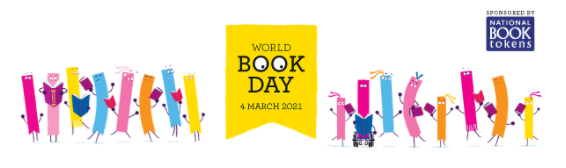 SPONSORED BY
NATIONAL
BOOK
tokens
WORLD
BOOK
DAY
4 MARCH 2021